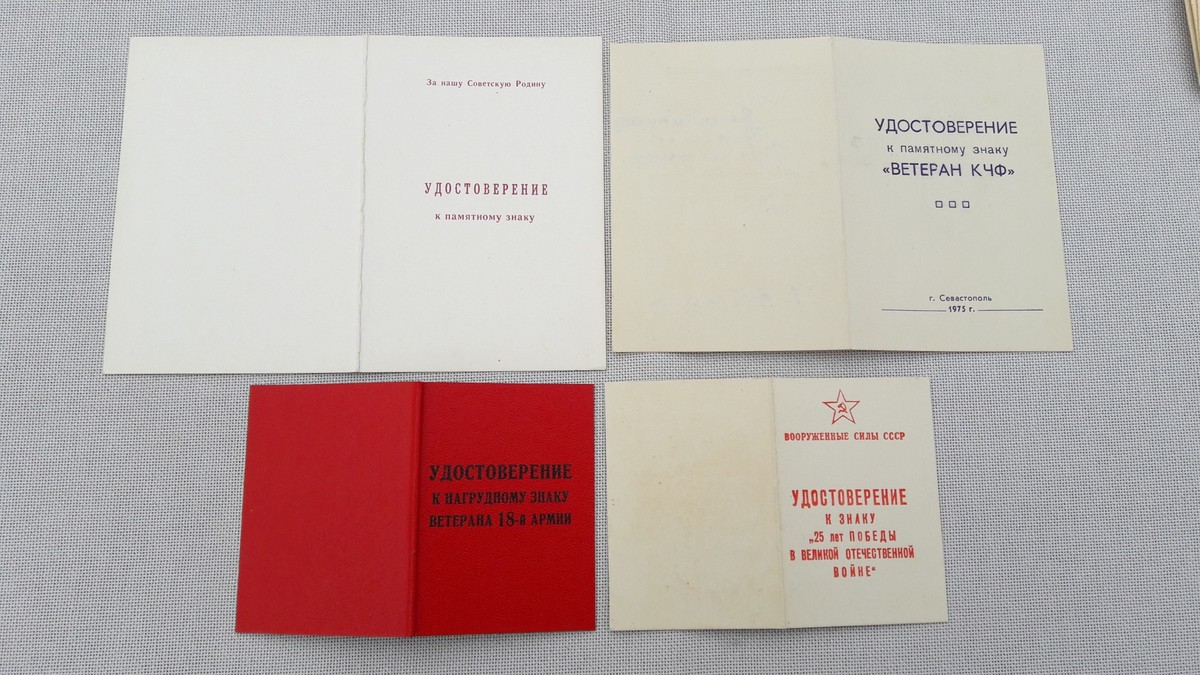 За нашу Советскую Родину
УДОСТОВЕРЕНИЕ
к памятному знаку
УДОСТОВЕРЕНИЕ
к памятному знаку
«ВЕТЕРАН КЧФ»
г. Севастополь
1975 г.
УДОСТОВЕРЕНИЕ
К НАГРУДНОМУ ЗНАКУ
ВЕТЕРАНА 18-й АРМИИ
ВООРУЖЕННЫЕ СИЛЫ СССР
УДОСТОВЕРЕНИЕ
К ЗНАКУ
„25 лет ПОБЕДЫ
В ВЕЛИКОЙ ОТЕЧЕСТВЕННОЙ
ВОЙНЕ“